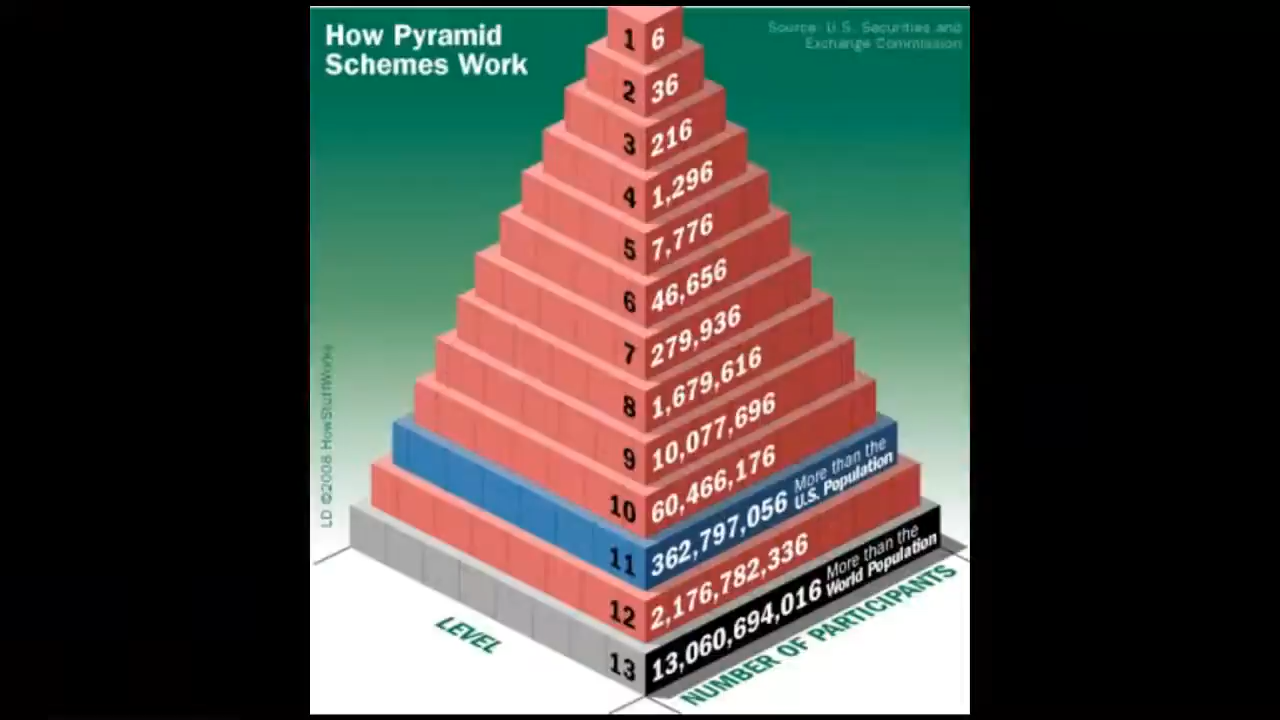 How Pyramid
Schemes Work
Source: U.S. Securities and
Exchange Commission
1 6
2 36
3 216
4 1,296
5 7,776
6 46,656
7 279,936
8 1,679,616
9 10,077,696
10 60,466,176
11 362,797,056 More than the
U.S. Population
12 2,176,782,336
13 13,060,694,016 More than the
World Population
LEVEL
NUMBER OF PARTICIPANTS
LD ©2008 HowStuffWorks